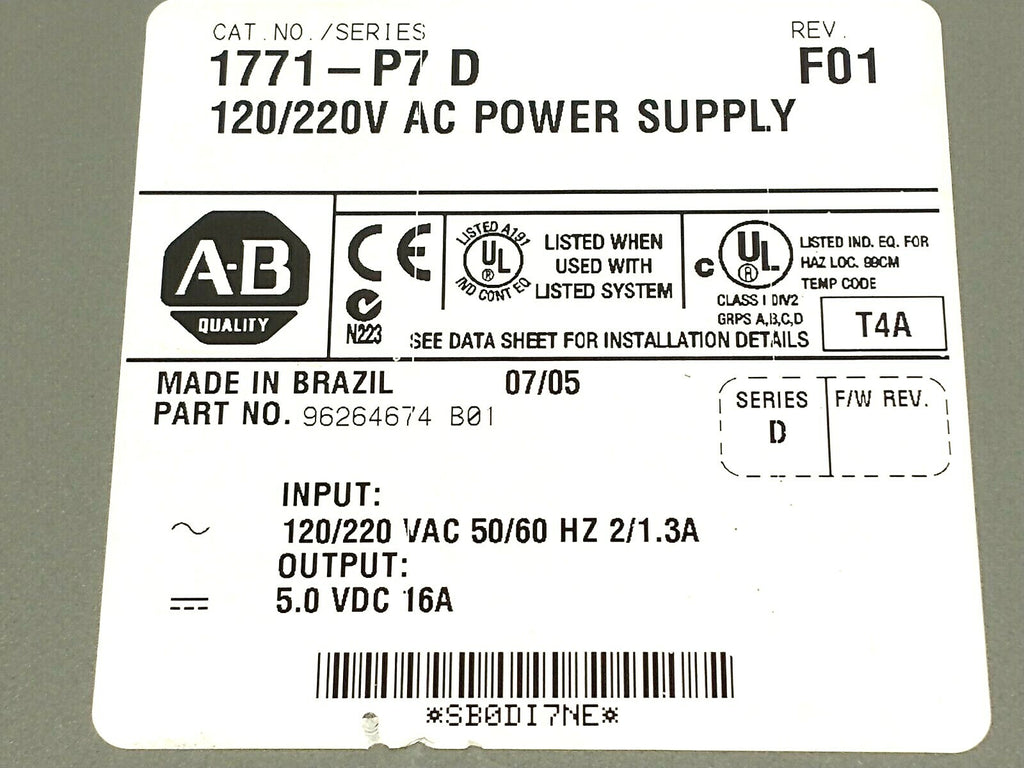 CAT.NO./SERIES REV.
1771-P7 D F01
120/220V AC POWER SUPPLY
A-B
QUALITY
CE
N223
LISTED A191
UL
®
IND CONT EQ
LISTED WHEN
USED WITH
LISTED SYSTEM
C UL
®
LISTED IND. EQ. FOR
HAZ LOC. 99CM
TEMP CODE
CLASS I DIV2
GRPS A,B,C,D
T4A
SEE DATA SHEET FOR INSTALLATION DETAILS
MADE IN BRAZIL 07/05
PART NO. 96264674 B01
SERIES
D
F/W REV.
INPUT:
120/220 VAC 50/60 HZ 2/1.3A
OUTPUT:
5.0 VDC 16A
*SB0DI7NE*